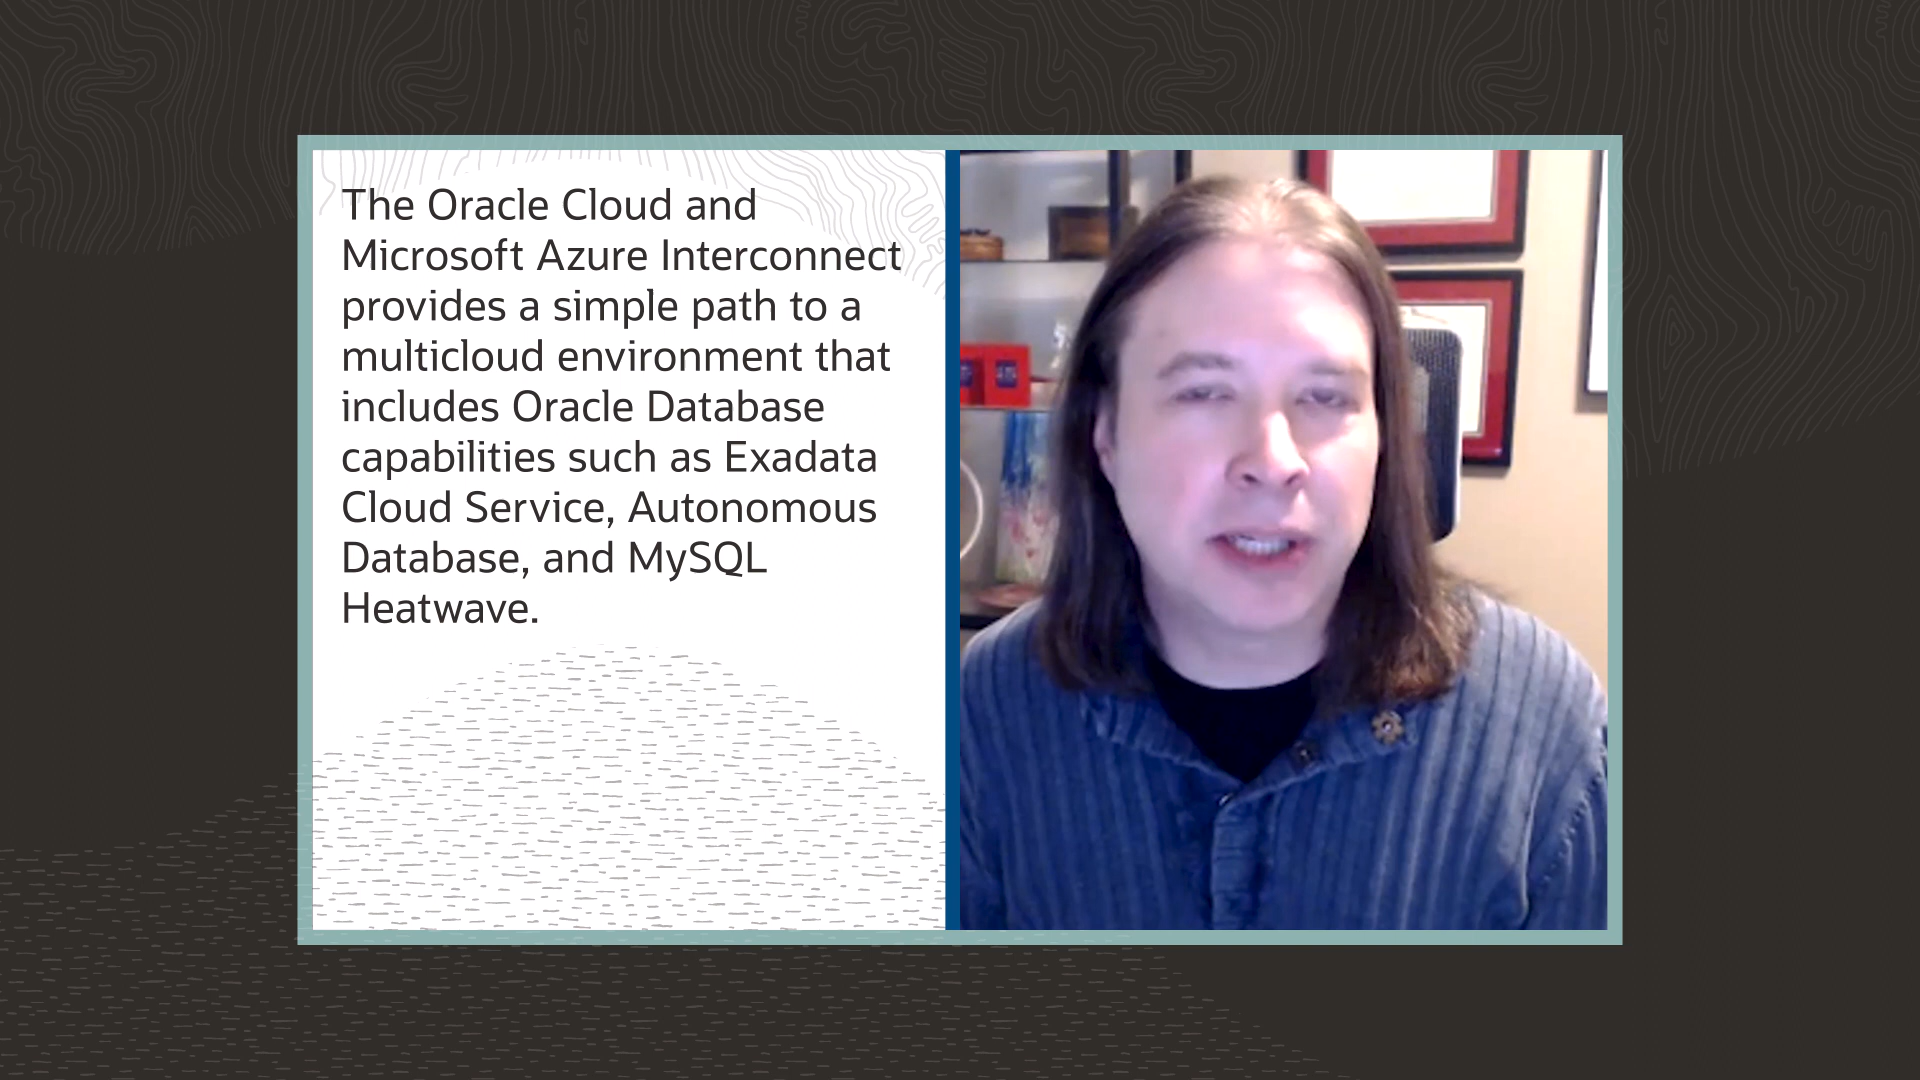 The Oracle Cloud and
Microsoft Azure Interconnect
provides a simple path to a
multicloud environment that
includes Oracle Database
capabilities such as Exadata
Cloud Service, Autonomous
Database, and MySQL
Heatwave.